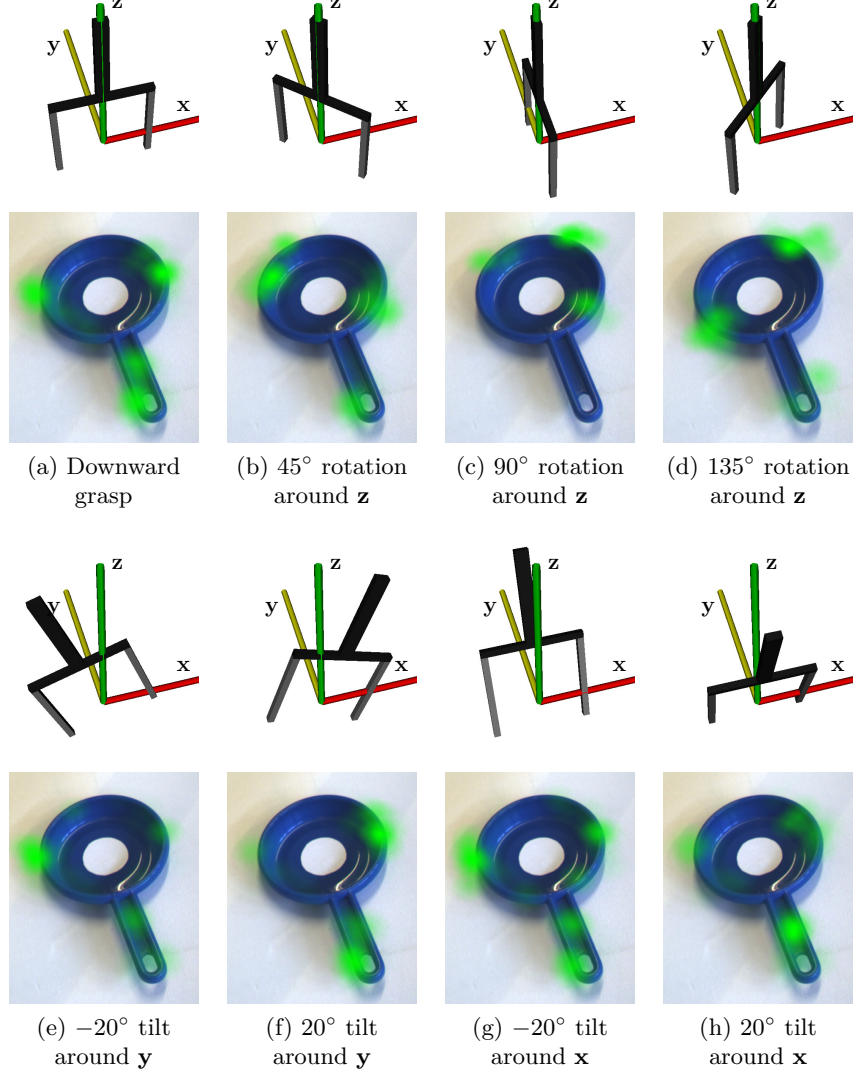 z
y
x
z
y
x
z
y
x
z
y
x
(a) Downward
grasp
(b) 45° rotation
around z
(c) 90° rotation
around z
(d) 135° rotation
around z
z
y
x
z
y
x
z
y
x
z
y
x
(e) −20° tilt
around y
(f) 20° tilt
around y
(g) −20° tilt
around x
(h) 20° tilt
around x